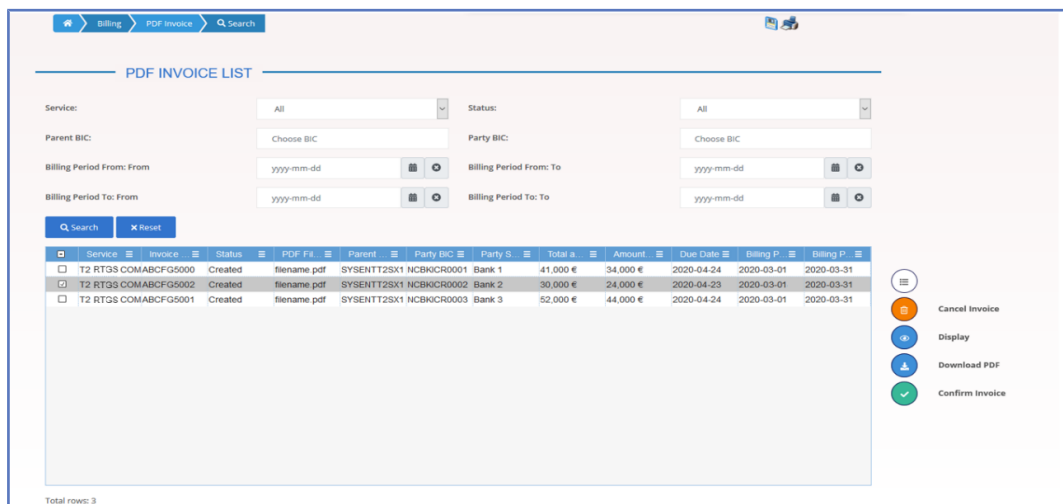 Billing PDF Invoice Search
PDF INVOICE LIST
Service: All Status: All
Parent BIC: Choose BIC Party BIC: Choose BIC
Billing Period From: From yyyy-mm-dd Billing Period From: To yyyy-mm-dd
Billing Period To: From yyyy-mm-dd Billing Period To: To yyyy-mm-dd
Search Reset
Service Invoice ... Status PDF Fil... Parent ... Party BIC Party S... Total a... Amount... Due Date Billing P... Billing P...
T2 RTGS COMABCFG5000 Created filename.pdf SYSENTT2SX1 NCBKICR0001 Bank 1 41,000 € 34,000 € 2020-04-24 2020-03-01 2020-03-31
T2 RTGS COMABCFG5002 Created filename.pdf SYSENTT2SX1 NCBKICR0002 Bank 2 30,000 € 24,000 € 2020-04-23 2020-03-01 2020-03-31
T2 RTGS COMABCFG5001 Created filename.pdf SYSENTT2SX1 NCBKICR0003 Bank 3 52,000 € 44,000 € 2020-04-24 2020-03-01 2020-03-31
Cancel Invoice
Display
Download PDF
Confirm Invoice
Total rows: 3